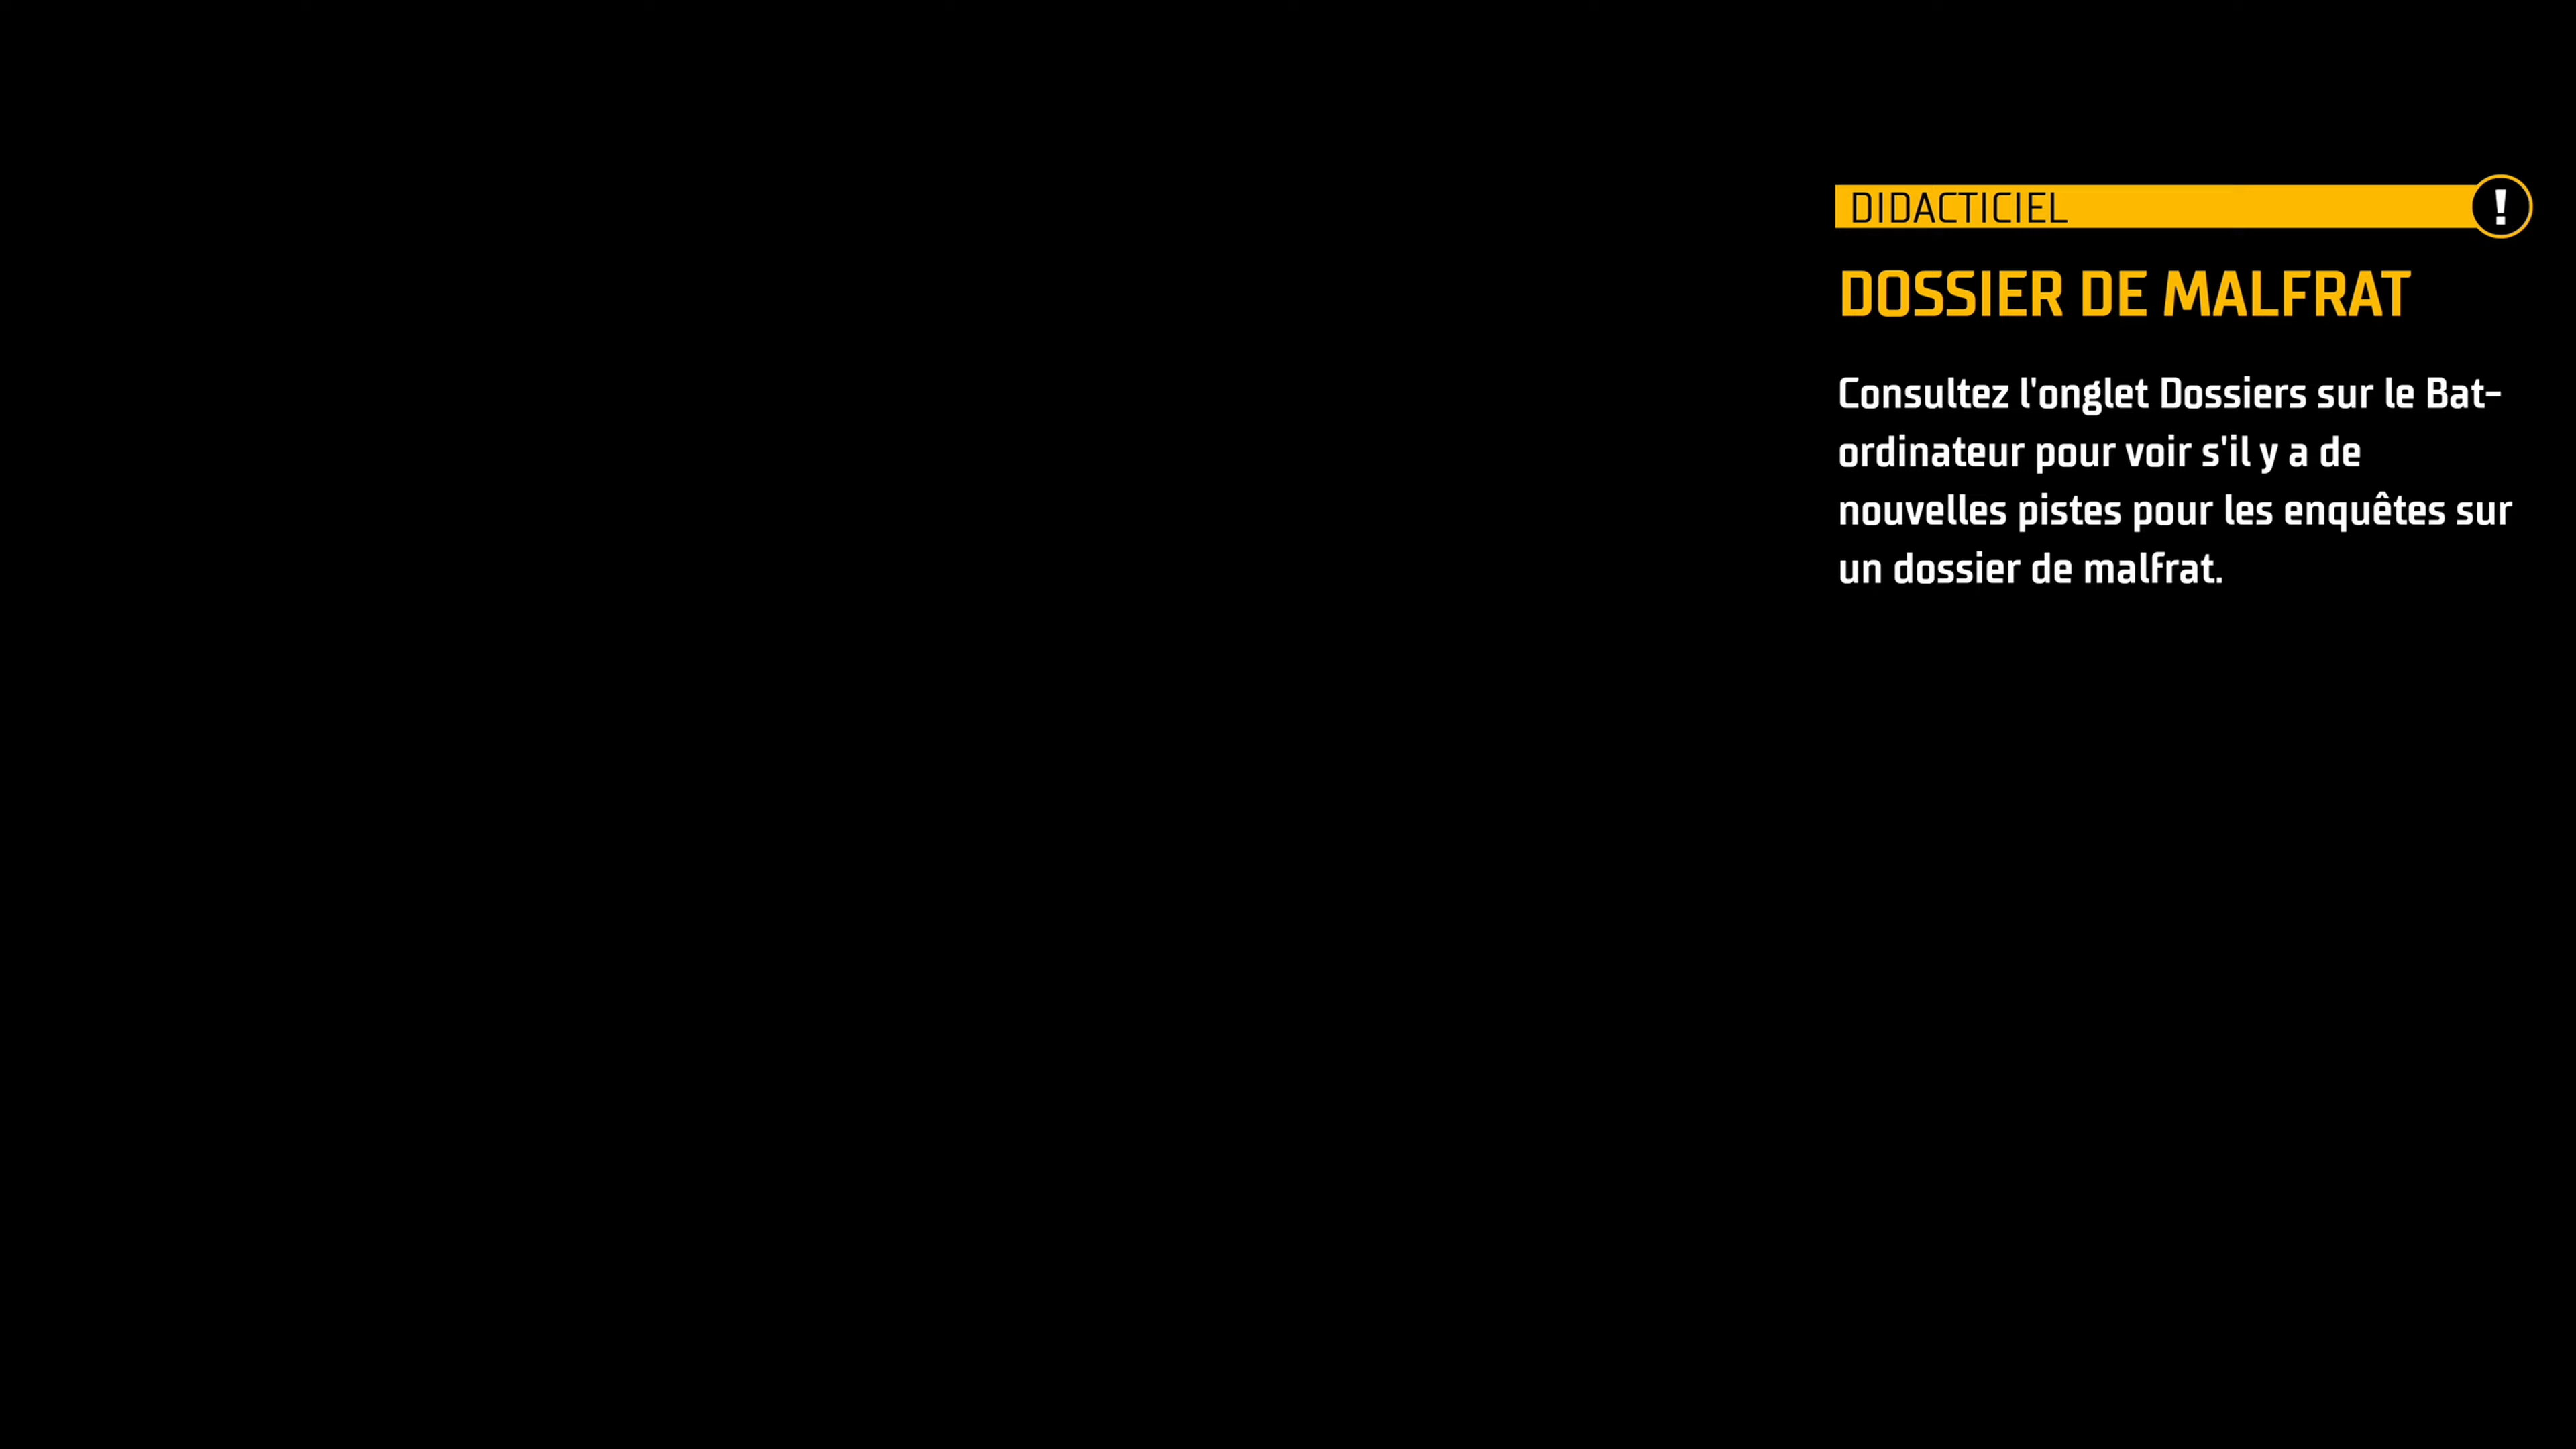 DIDACTICIEL
!
DOSSIER DE MALFRAT
Consultez l'onglet Dossiers sur le Bat-
ordinateur pour voir s'il y a de
nouvelles pistes pour les enquêtes sur
un dossier de malfrat.